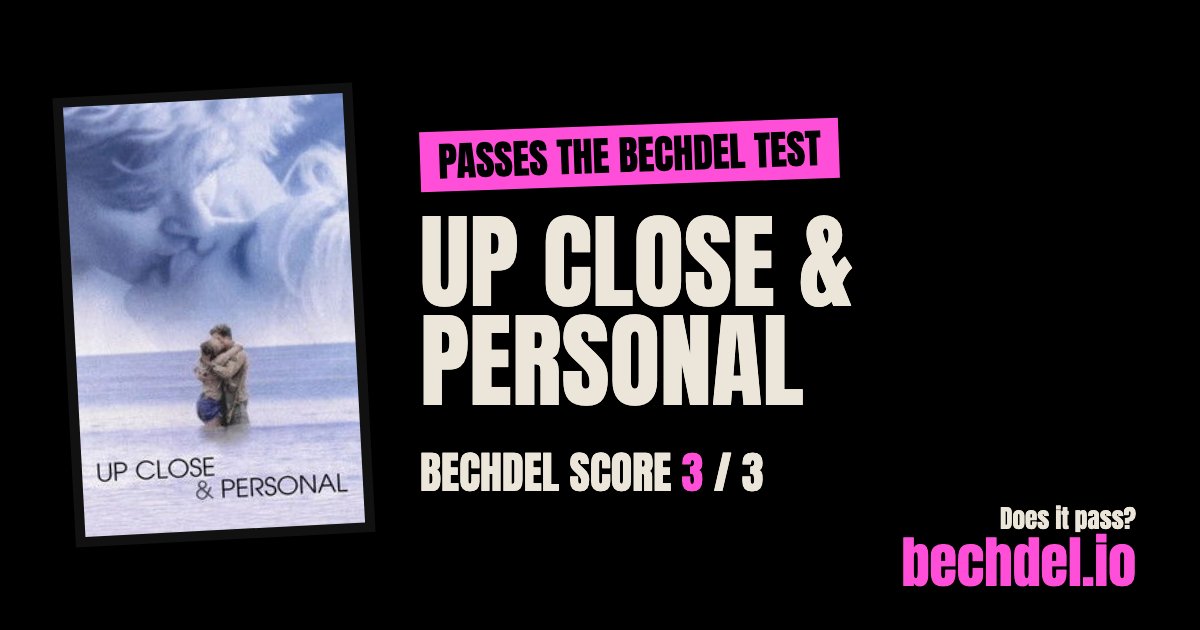 UP CLOSE
& PERSONAL
PASSES THE BECHDEL TEST
UP CLOSE &
PERSONAL
BECHDEL SCORE 3 / 3
Does it pass?
bechdel.io